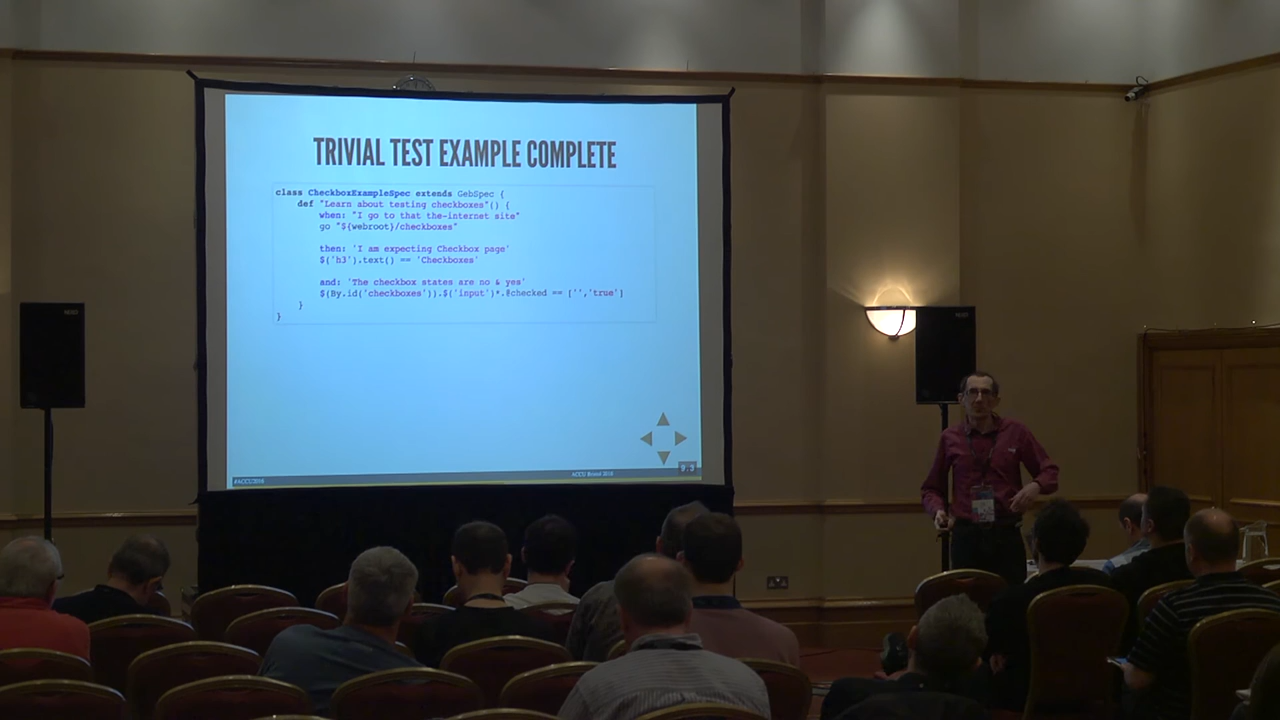 TRIVIAL TEST EXAMPLE COMPLETE
class CheckboxExampleSpec extends GebSpec {
def "Learn about testing checkboxes"() {
when: "I go to that the-internet site"
go "${webroot}/checkboxes"
then: 'I am expecting Checkbox page'
$('h3').text() == 'Checkboxes'
and: 'The checkbox states are no & yes'
$(By.id('checkboxes')).$('input')*.@checked == ['','true']
}
}
#ACCU2016
ACCU Bristol 2016
9.3